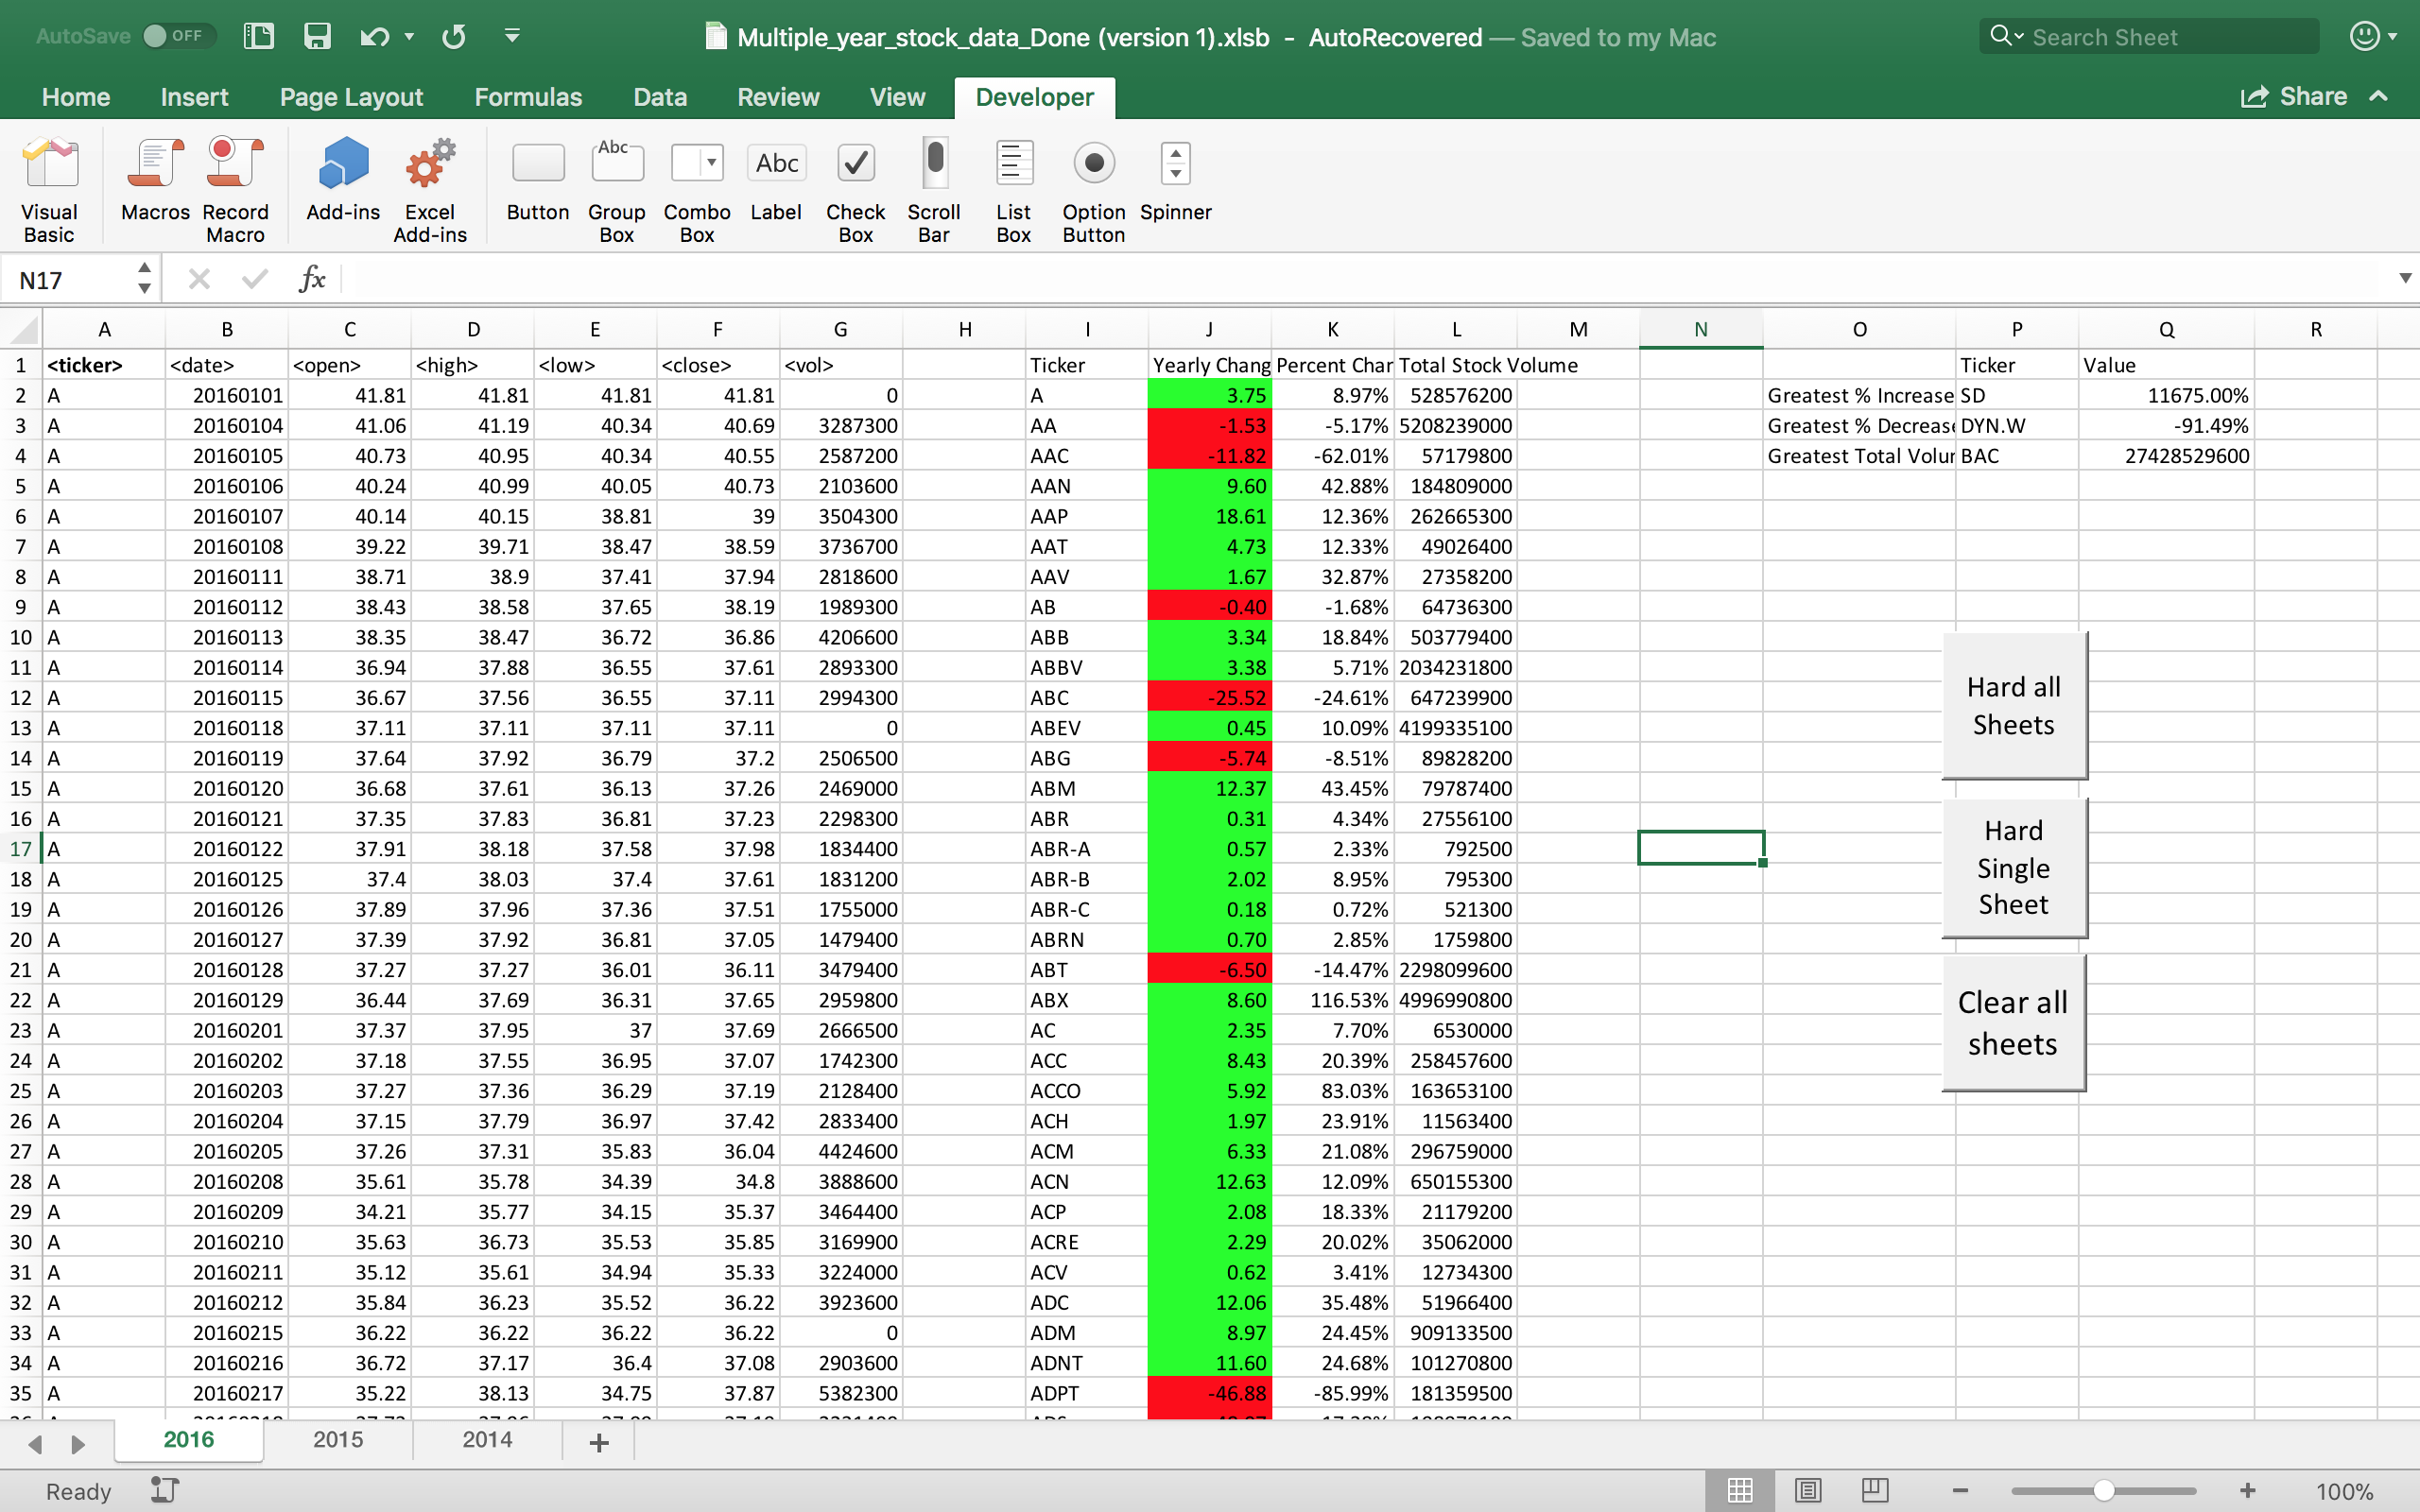 AutoSave OFF Multiple_year_stock_data_Done (version 1).xlsb - AutoRecovered — Saved to my Mac Search Sheet
Home Insert Page Layout Formulas Data Review View Developer Share
Visual Basic Macros Record Macro Add-ins Excel Add-ins Button Abc Group Box Combo Box Abc Label Check Box Scroll Bar List Box Option Button Spinner
N17 fx
A B C D E F G H I J K L M N O P Q R
1 <ticker> <date> <open> <high> <low> <close> <vol> Ticker Yearly Chang Percent Char Total Stock Volume Ticker Value
2 A 20160101 41.81 41.81 41.81 41.81 0 A 3.75 8.97% 528576200 Greatest % Increase SD 11675.00%
3 A 20160104 41.06 41.19 40.34 40.69 3287300 AA -1.53 -5.17% 5208239000 Greatest % Decrease DYN.W -91.49%
4 A 20160105 40.73 40.95 40.34 40.55 2587200 AAC -11.82 -62.01% 57179800 Greatest Total Volur BAC 27428529600
5 A 20160106 40.24 40.99 40.05 40.73 2103600 AAN 9.60 42.88% 184809000
6 A 20160107 40.14 40.15 38.81 39 3504300 AAP 18.61 12.36% 262665300
7 A 20160108 39.22 39.71 38.47 38.59 3736700 AAT 4.73 12.33% 49026400
8 A 20160111 38.71 38.9 37.41 37.94 2818600 AAV 1.67 32.87% 27358200
9 A 20160112 38.43 38.58 37.65 38.19 1989300 AB -0.40 -1.68% 64736300
10 A 20160113 38.35 38.47 36.72 36.86 4206600 ABB 3.34 18.84% 503779400
11 A 20160114 36.94 37.88 36.55 37.61 2893300 ABBV 3.38 5.71% 2034231800
12 A 20160115 36.67 37.56 36.55 37.11 2994300 ABC -25.52 -24.61% 647239900
13 A 20160118 37.11 37.11 37.11 37.11 0 ABEV 0.45 10.09% 4199335100
14 A 20160119 37.64 37.92 36.79 37.2 2506500 ABG -5.74 -8.51% 89828200
15 A 20160120 36.68 37.61 36.13 37.26 2469000 ABM 12.37 43.45% 79787400
16 A 20160121 37.35 37.83 36.81 37.23 2298300 ABR 0.31 4.34% 27556100
17 A 20160122 37.91 38.18 37.58 37.98 1834400 ABR-A 0.57 2.33% 792500
18 A 20160125 37.4 38.03 37.4 37.61 1831200 ABR-B 2.02 8.95% 795300
19 A 20160126 37.89 37.96 37.36 37.51 1755000 ABR-C 0.18 0.72% 521300
20 A 20160127 37.39 37.92 36.81 37.05 1479400 ABRN 0.70 2.85% 1759800
21 A 20160128 37.27 37.27 36.01 36.11 3479400 ABT -6.50 -14.47% 2298099600
22 A 20160129 36.44 37.69 36.31 37.65 2959800 ABX 8.60 116.53% 4996990800
23 A 20160201 37.37 37.95 37 37.69 2666500 AC 2.35 7.70% 6530000
24 A 20160202 37.18 37.55 36.95 37.07 1742300 ACC 8.43 20.39% 258457600
25 A 20160203 37.27 37.36 36.29 37.19 2128400 ACCO 5.92 83.03% 163653100
26 A 20160204 37.15 37.79 36.97 37.42 2833400 ACH 1.97 23.91% 11563400
27 A 20160205 37.26 37.31 35.83 36.04 4424600 ACM 6.33 21.08% 296759000
28 A 20160208 35.61 35.78 34.39 34.8 3888600 ACN 12.63 12.09% 650155300
29 A 20160209 34.21 35.77 34.15 35.37 3464400 ACP 2.08 18.33% 21179200
30 A 20160210 35.63 36.73 35.53 35.85 3169900 ACRE 2.29 20.02% 35062000
31 A 20160211 35.12 35.61 34.94 35.33 3224000 ACV 0.62 3.41% 12734300
32 A 20160212 35.84 36.23 35.52 36.22 3923600 ADC 12.06 35.48% 51966400
33 A 20160215 36.22 36.22 36.22 36.22 0 ADM 8.97 24.45% 909133500
34 A 20160216 36.72 37.17 36.4 37.08 2903600 ADNT 11.60 24.68% 101270800
35 A 20160217 35.22 38.13 34.75 37.87 5382300 ADPT -46.88 -85.99% 181359500
Hard all
Sheets
Hard
Single
Sheet
Clear all
sheets
2016 2015 2014 +
Ready 100%